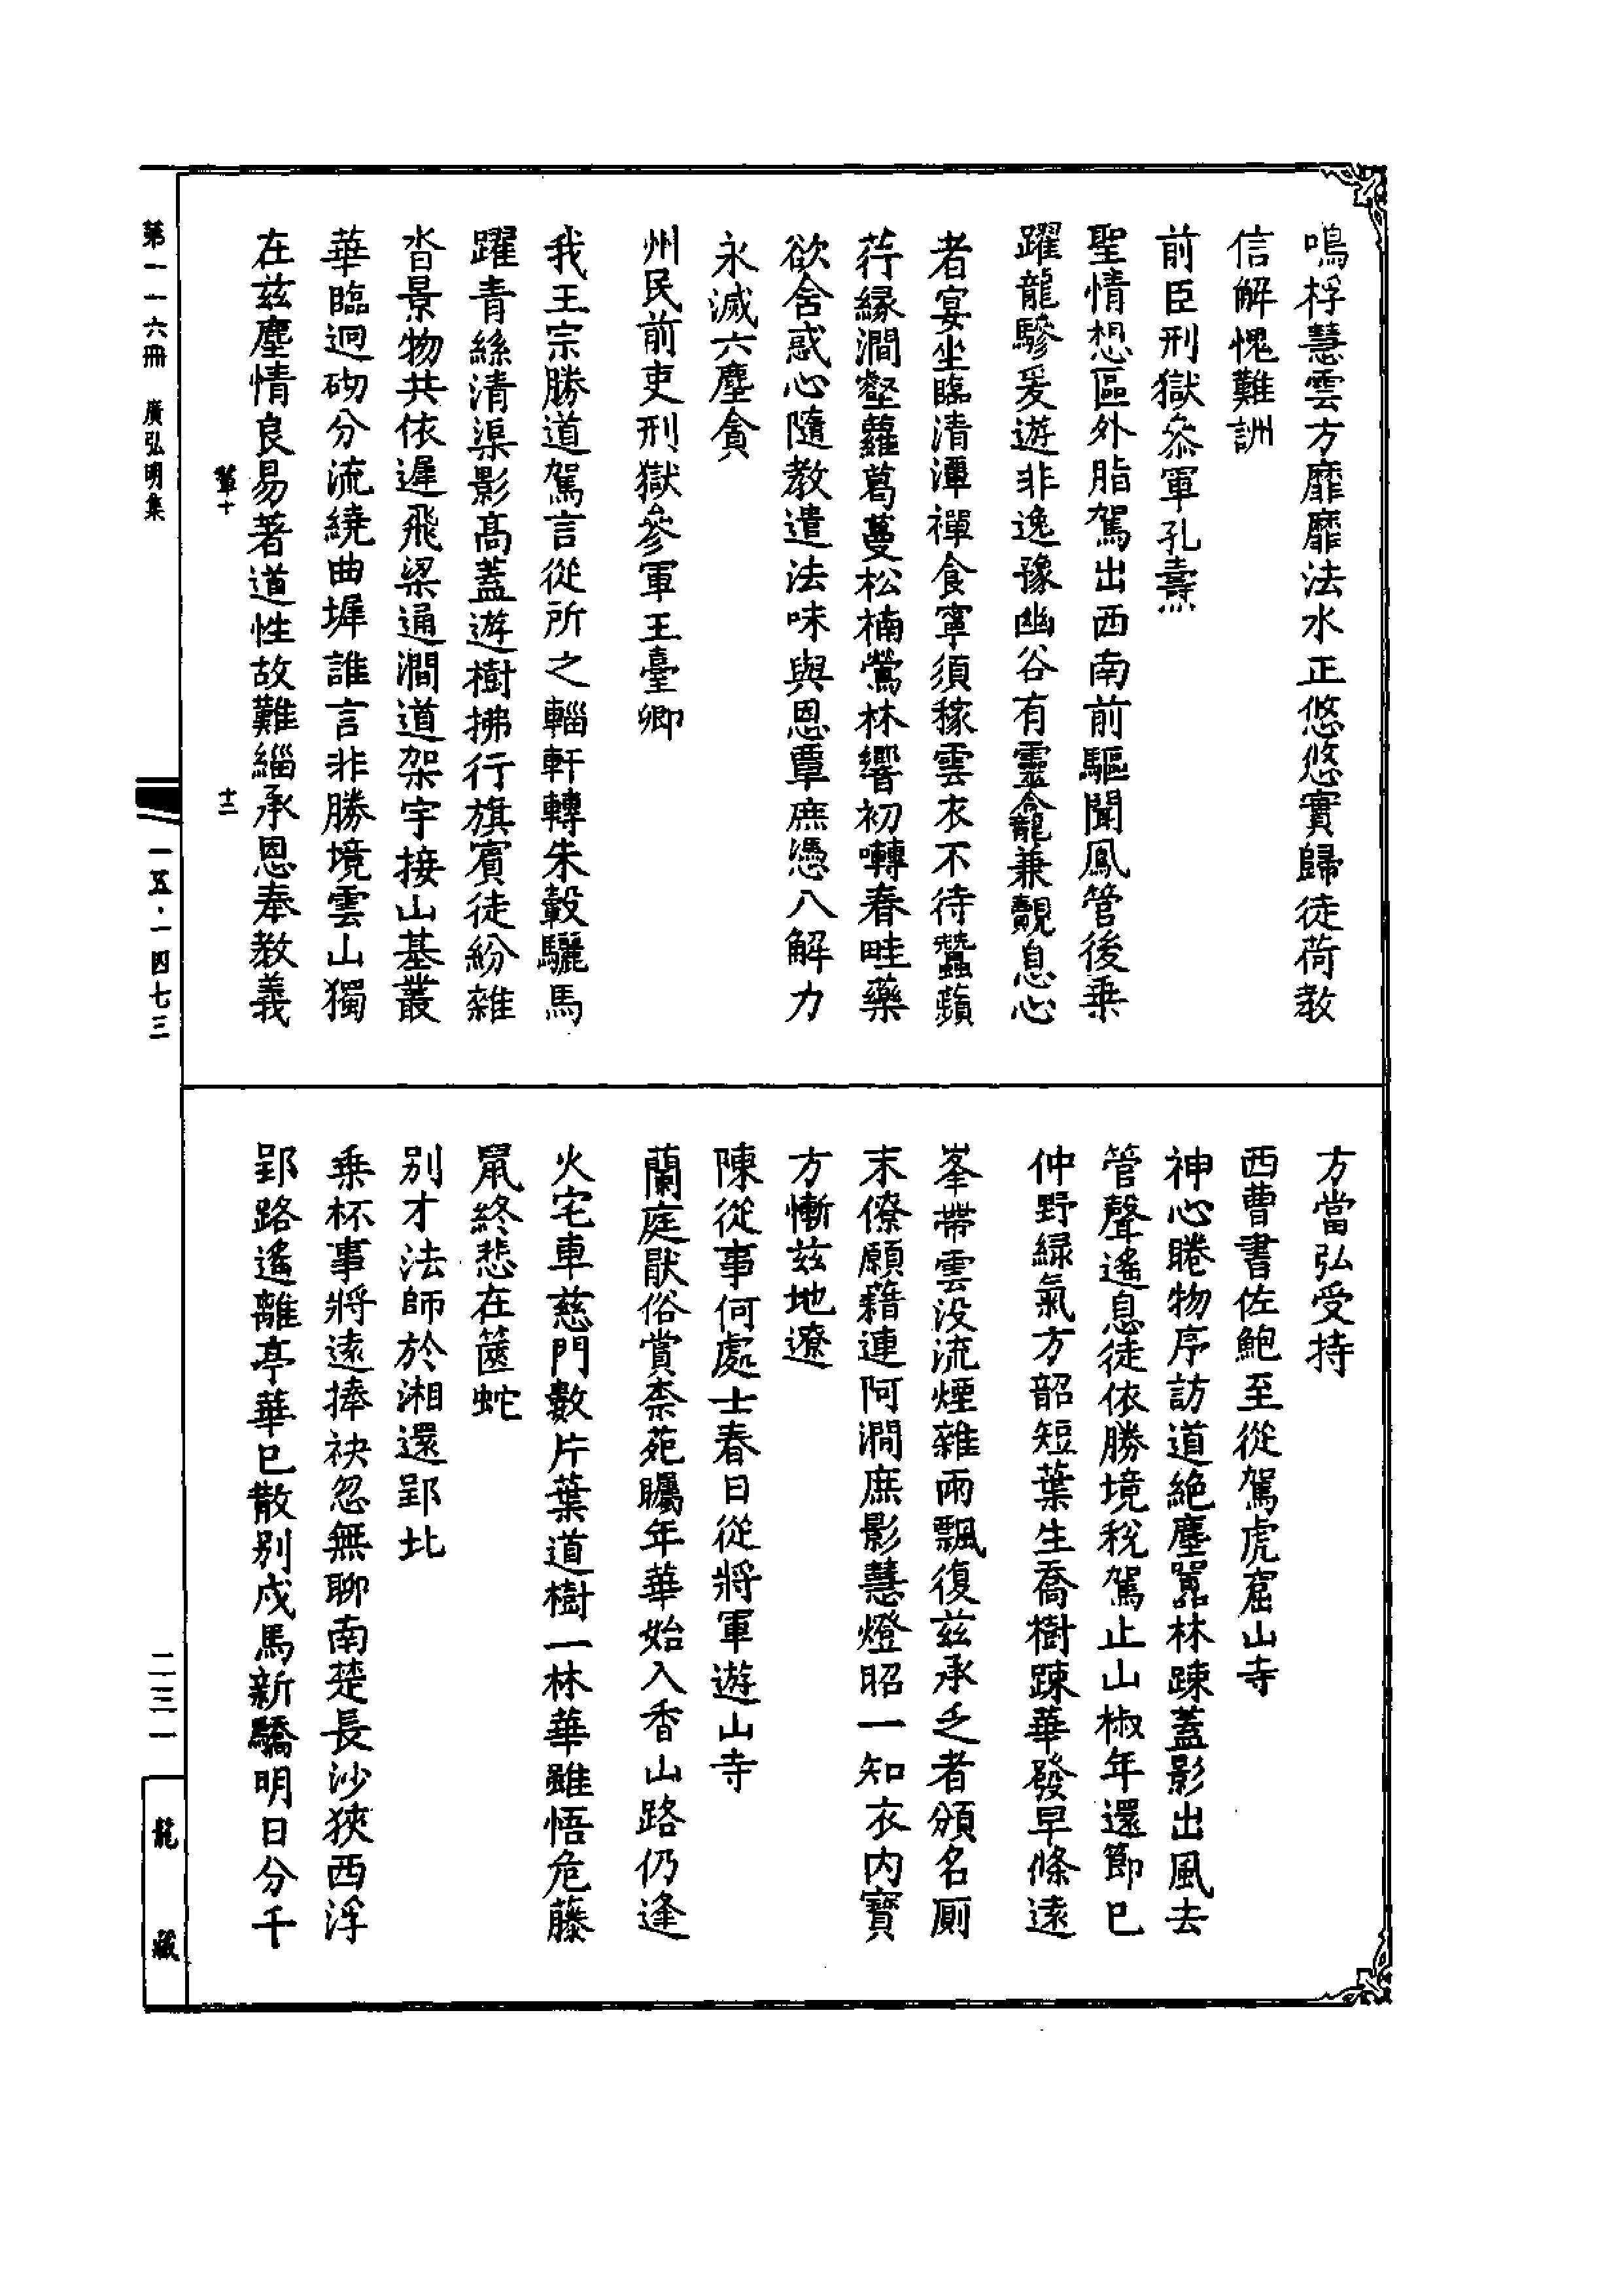 鳴桴慧雲方靡靡法水正悠悠實歸徒荷教
信解愧難詶
前臣刑獄叅軍孔燾
聖情想區外脂駕出西南前驅聞鳳管後乗
躍龍驂爰遊非逸豫幽谷有靈龕兼覩息心
者宴坐臨清潭禪食寧須稼雲衣不待蠶蘋
荇緣澗壑蘿葛蔓松楠鶯林響初囀春畦藥
欲舍惑心隨教遣法味與恩覃庶憑八解力
永滅六塵貪
州民前吏刑獄參軍王臺卿
我王宗勝道駕言從所之輜軒轉朱轂驪馬
躍青絲清渠影高蓋遊樹拂行旗賓徒紛雜
沓景物共依遲飛梁通澗道架宇接山基叢
華臨迥砌分流繞曲墀誰言非勝境雲山獨
在兹塵情良易著道性故難緇承恩奉教義
方當弘受持
西曹書佐鮑至從駕虎窟山寺
神心睠物序訪道絶塵囂林踈蓋影出風去
管聲遙息徒依勝境稅駕止山椒年還節已
仲野緑氣方韶短葉生喬樹踈華發早條遠
峯帶雲没流煙雜雨飄復兹承乏者頒名厠
末僚願藉連阿澗庶影慧燈昭一知衣内寶
方慚兹地遼
陳從事何處士春日從將軍遊山寺
蘭庭猒俗賞柰苑矚年華始入香山路仍逢
火宅車慈門數片葉道樹一林華雖悟危藤
鼠終悲在篋蛇
別才法師於湘還郢北
乗杯事將遠捧袂忽無聊南楚長沙狹西浮
郢路遙離亭華已散別戍馬新驕明日分千
第一一六冊 廣弘明集
輦十 十二
一五·一四七三
二三一
龍藏